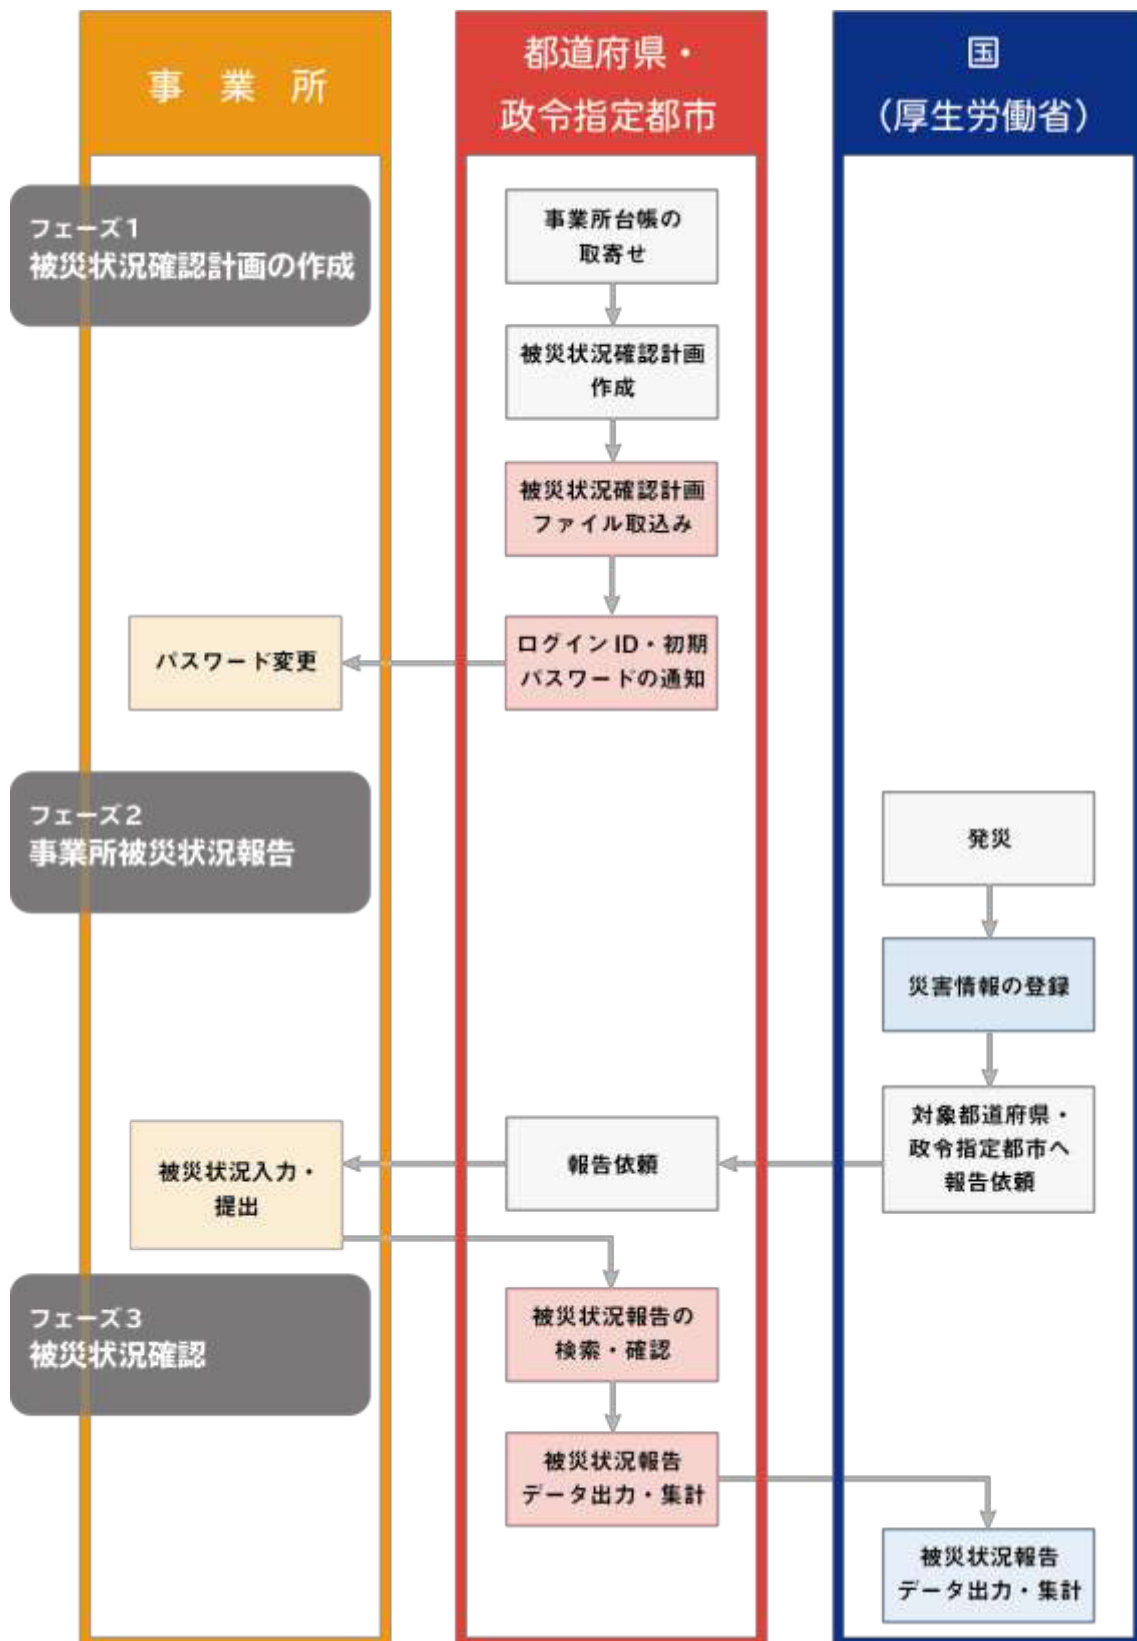 事業所
都道府県・
政令指定都市
国
（厚生労働省）
フェーズ1
被災状況確認計画の作成
事業所台帳の
取寄せ
被災状況確認計画
作成
被災状況確認計画
ファイル取込み
ログインID・初期
パスワードの通知
パスワード変更
フェーズ2
事業所被災状況報告
発災
災害情報の登録
対象都道府県・
政令指定都市へ
報告依頼
報告依頼
被災状況入力・
提出
フェーズ3
被災状況確認
被災状況報告の
検索・確認
被災状況報告
データ出力・集計
被災状況報告
データ出力・集計